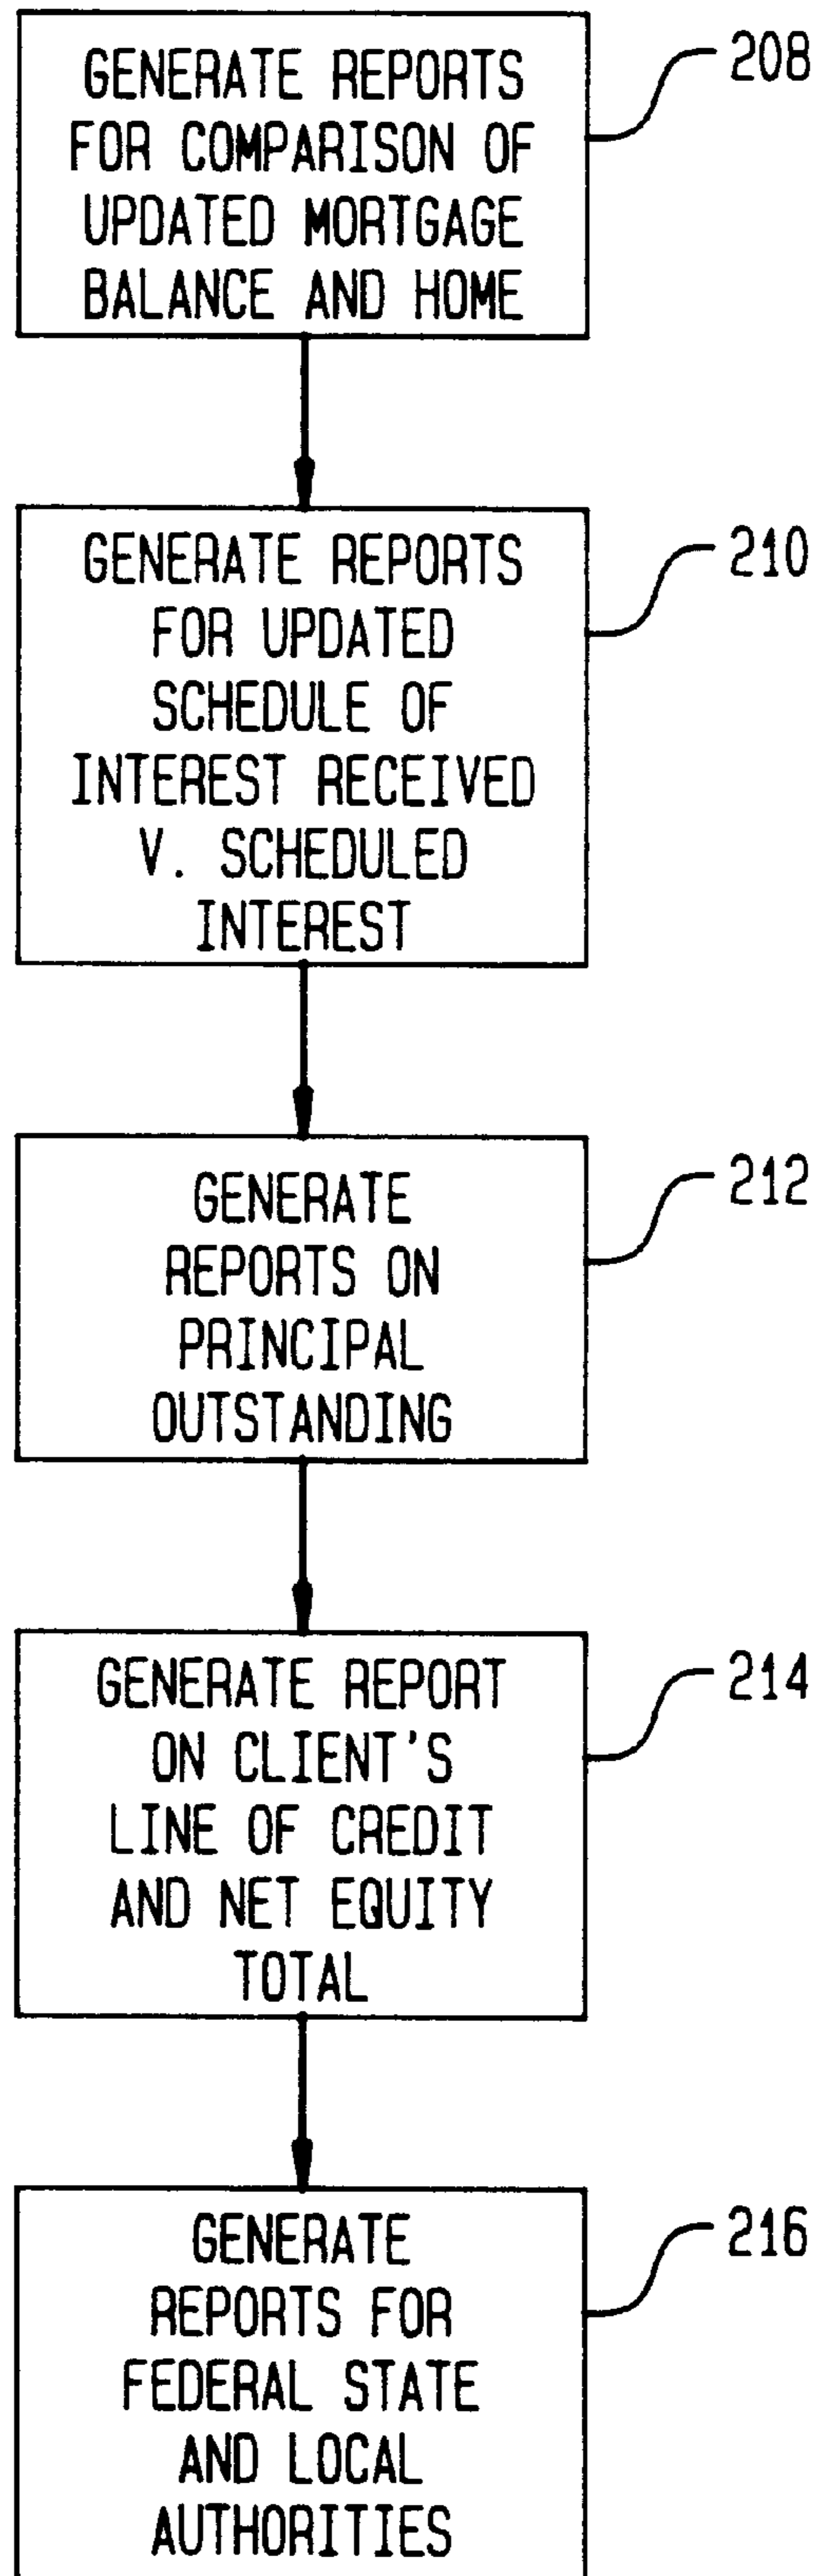 GENERATE REPORTS
FOR COMPARISON OF
UPDATED MORTGAGE
BALANCE AND HOME
208
GENERATE REPORTS
FOR UPDATED
SCHEDULE OF
INTEREST RECEIVED
V. SCHEDULED
INTEREST
210
GENERATE
REPORTS ON
PRINCIPAL
OUTSTANDING
212
GENERATE REPORT
ON CLIENT'S
LINE OF CREDIT
AND NET EQUITY
TOTAL
214
GENERATE
REPORTS FOR
FEDERAL STATE
AND LOCAL
AUTHORITIES
216